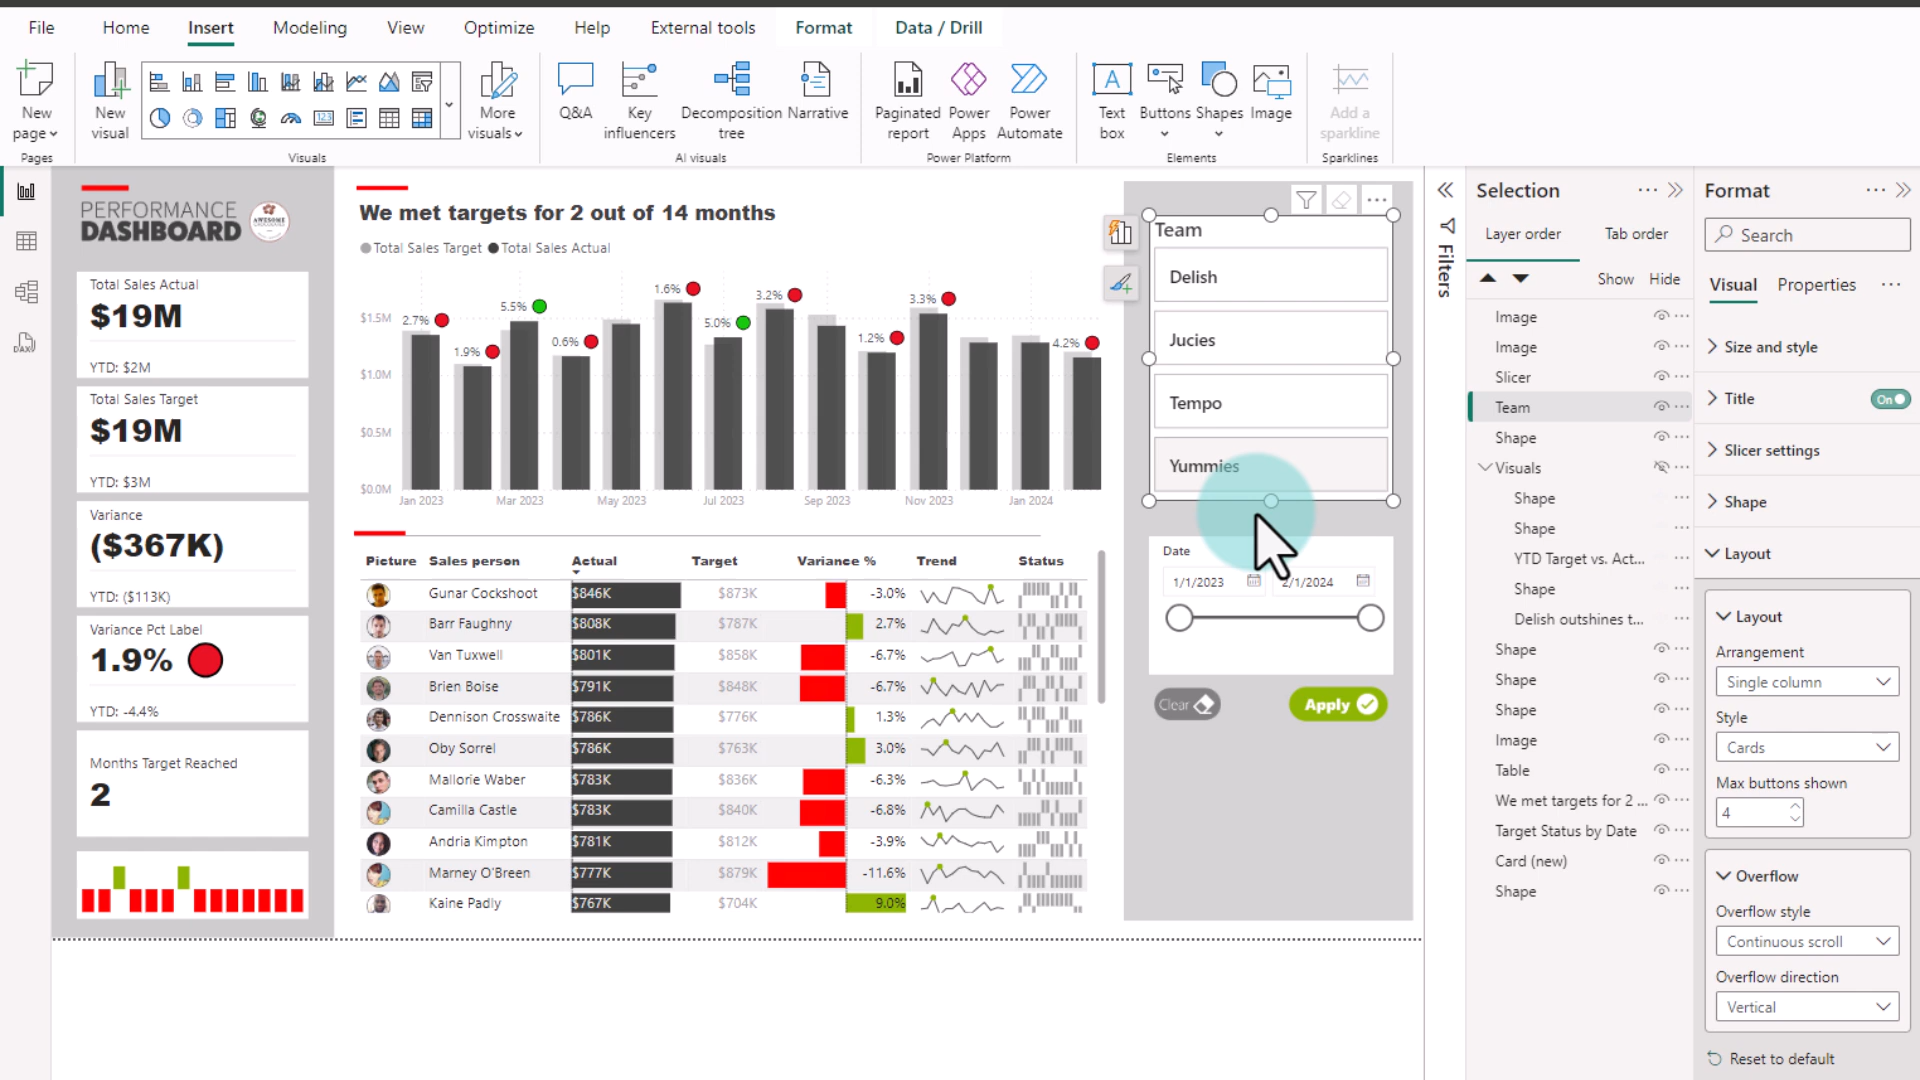 File Home Insert Modeling View Optimize Help External tools Format Data / Drill
New page
New visual
More visuals
Q&A
Key influencers
Decomposition tree
Narrative
Paginated report
Power Apps
Power Automate
Text box
Buttons
Shapes
Image
Add a sparkline
Pages
Visuals
AI visuals
Power Platform
Elements
Sparklines
123
DAX
PERFORMANCE
DASHBOARD
AWESOME
Total Sales Actual
$19M
YTD: $2M
Total Sales Target
$19M
YTD: $3M
Variance
($367K)
YTD: ($113K)
Variance Pct Label
1.9%
YTD: -4.4%
Months Target Reached
2
We met targets for 2 out of 14 months
Total Sales Target Total Sales Actual
$1.5M
$1.0M
$0.5M
$0.0M
2.7% 1.9% 5.5% 0.6% 1.6% 5.0% 3.2% 1.2% 3.3% 4.2%
Jan 2023 Mar 2023 May 2023 Jul 2023 Sep 2023 Nov 2023 Jan 2024
Picture Sales person Actual Target Variance % Trend Status
Gunar Cockshoot $846K $873K -3.0%
Barr Faughny $808K $787K 2.7%
Van Tuxwell $801K $858K -6.7%
Brien Boise $791K $848K -6.7%
Dennison Crosswaite $786K $776K 1.3%
Oby Sorrel $786K $763K 3.0%
Mallorie Waber $783K $836K -6.3%
Camilla Castle $783K $840K -6.8%
Andria Kimpton $781K $812K -3.9%
Marney O'Breen $777K $879K -11.6%
Kaine Padly $767K $704K 9.0%
Team
Delish
Jucies
Tempo
Yummies
Date
1/1/2023 2/1/2024
Clear Apply
Filters
Selection
Layer order Tab order
Show Hide
Image
Image
Slicer
Team
Shape
Visuals
Shape
Shape
YTD Target vs. Act...
Shape
Delish outshines t...
Shape
Shape
Shape
Image
Table
We met targets for 2 ...
Target Status by Date
Card (new)
Shape
Format
Search
Visual Properties
Size and style
Title On
Slicer settings
Shape
Layout
Layout
Arrangement
Single column
Style
Cards
Max buttons shown
4
Overflow
Overflow style
Continuous scroll
Overflow direction
Vertical
Reset to default